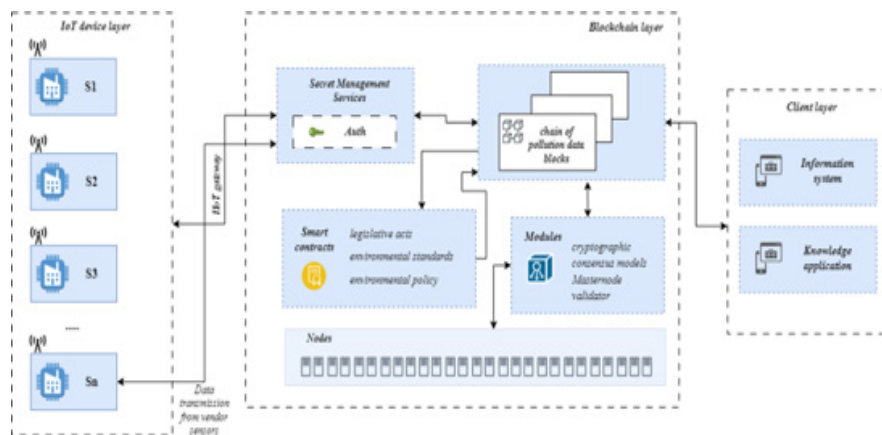 IoT device layer
S1
S2
S3
.....
Sn
IIoT gateway
Data
transmission
from vendor
sensors
Blockchain layer
Secret Management
Services
Auth
chain of
pollution data
blocks
Smart
contracts
legislative acts
environmental standards
environmental policy
Modules
cryptographic
consensus models
Masternode
validator
Nodes
Client layer
Information
system
Knowledge
application